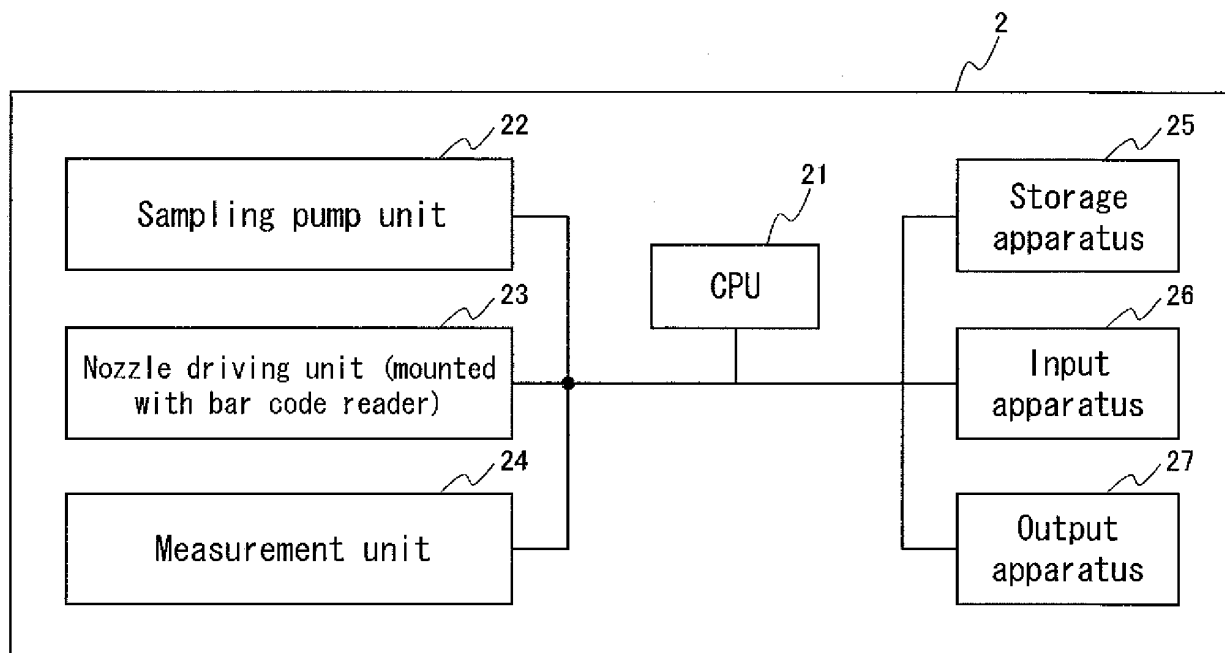 2
22
Sampling pump unit
23
Nozzle driving unit (mounted
with bar code reader)
24
Measurement unit
21
CPU
25
Storage
apparatus
26
Input
apparatus
27
Output
apparatus